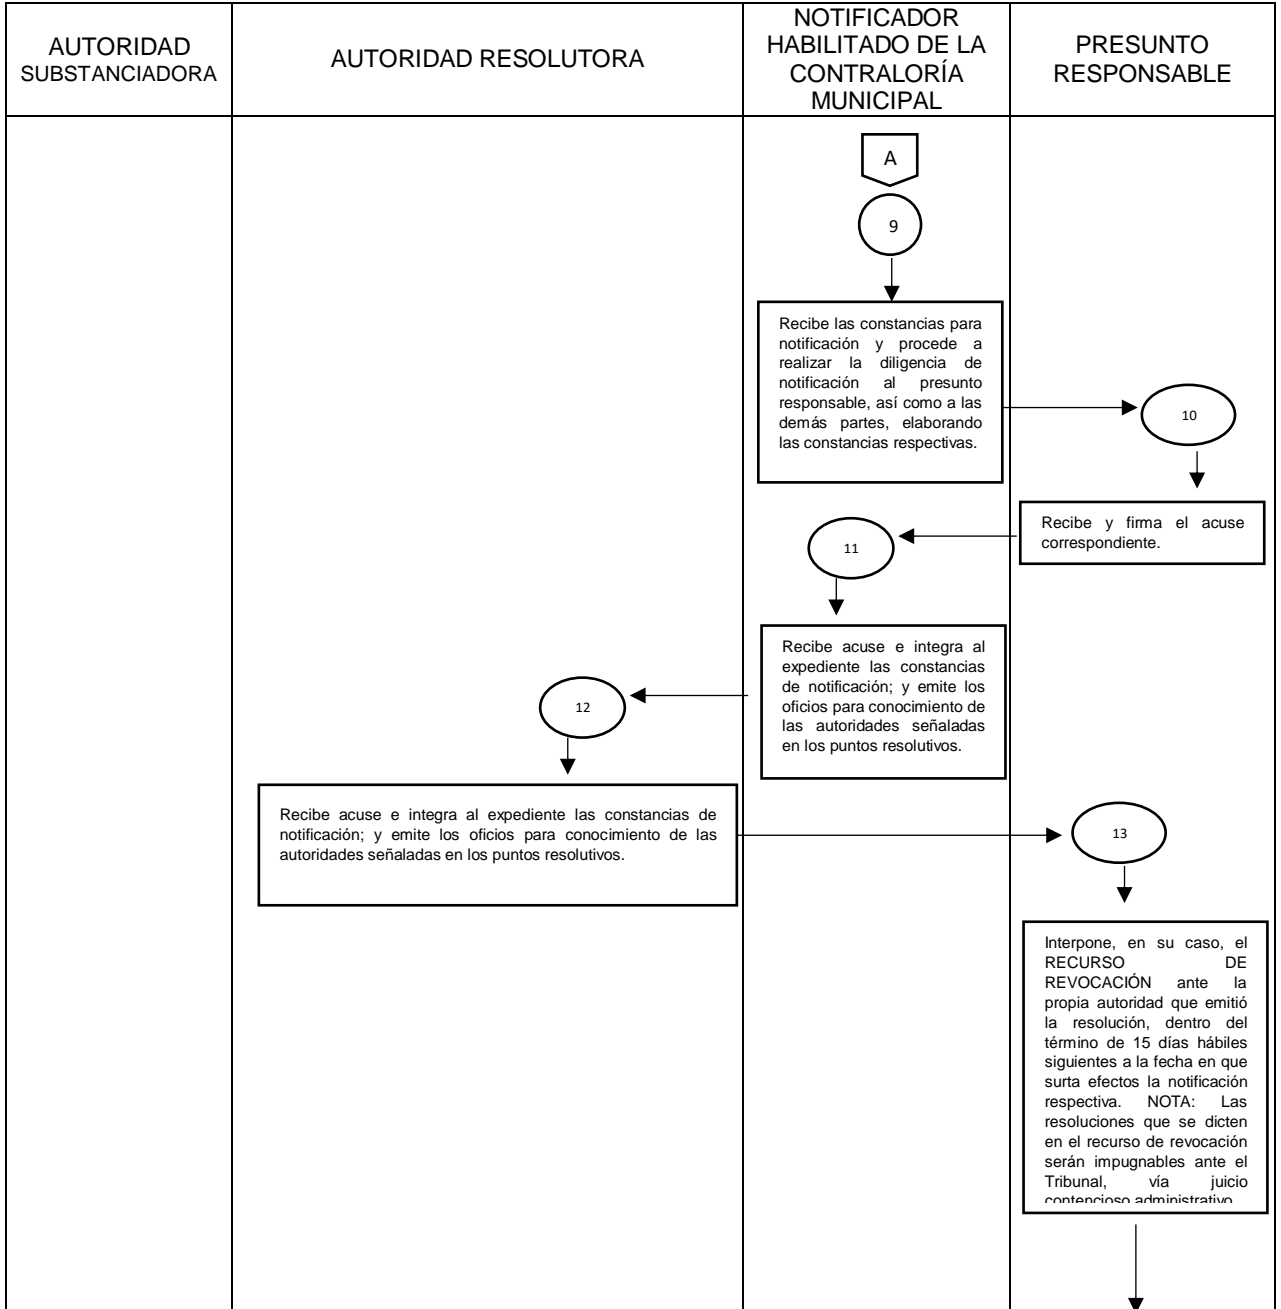 AUTORIDAD
SUBSTANCIADORA
AUTORIDAD RESOLUTORA
NOTIFICADOR
HABILITADO DE LA
CONTRALORÍA
MUNICIPAL
PRESUNTO
RESPONSABLE
A
9
Recibe las constancias para
notificación y procede a
realizar la diligencia de
notificación al presunto
responsable, así como a las
demás partes, elaborando
las constancias respectivas.
10
Recibe y firma el acuse
correspondiente.
11
Recibe acuse e integra al
expediente las constancias
de notificación; y emite los
oficios para conocimiento de
las autoridades señaladas
en los puntos resolutivos.
12
Recibe acuse e integra al expediente las constancias de
notificación; y emite los oficios para conocimiento de las
autoridades señaladas en los puntos resolutivos.
13
Interpone, en su caso, el
RECURSO DE
REVOCACIÓN ante la
propia autoridad que emitió
la resolución, dentro del
término de 15 días hábiles
siguientes a la fecha en que
surta efectos la notificación
respectiva. NOTA: Las
resoluciones que se dicten
en el recurso de revocación
serán impugnables ante el
Tribunal, vía juicio
contencioso administrativo